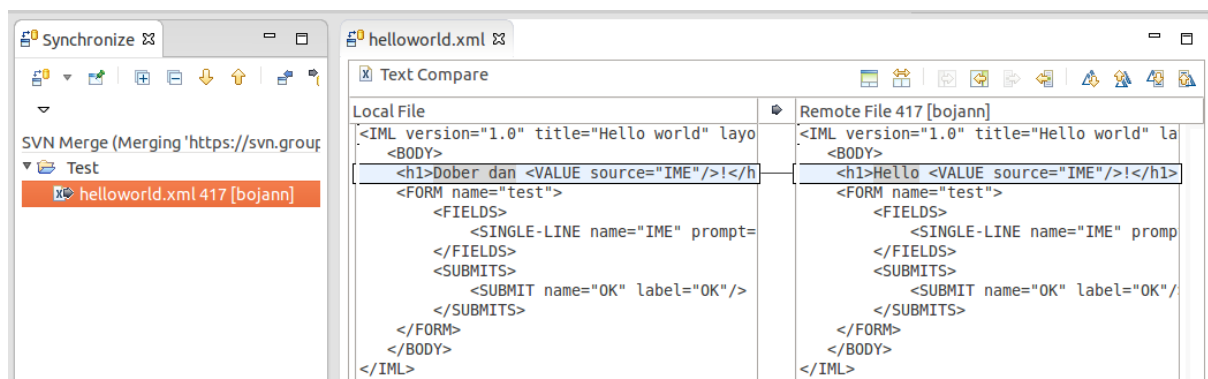 Synchronize
helloworld.xml
Text Compare
Local File
Remote File 417 [bojann]
SVN Merge (Merging 'https://svn.group
Test
helloworld.xml 417 [bojann]
<IML version="1.0" title="Hello world" layo
<BODY>
<h1>Dober dan <VALUE source="IME"/>!</h
<FORM name="test">
<FIELDS>
<SINGLE-LINE name="IME" prompt=
</FIELDS>
<SUBMITS>
<SUBMIT name="OK" label="OK"/>
</SUBMITS>
</FORM>
</BODY>
</IML>
<IML version="1.0" title="Hello world" la
<BODY>
<h1>Hello <VALUE source="IME"/>!</h1>
<FORM name="test">
<FIELDS>
<SINGLE-LINE name="IME" promp
</FIELDS>
<SUBMITS>
<SUBMIT name="OK" label="OK"/
</SUBMITS>
</FORM>
</BODY>
</IML>